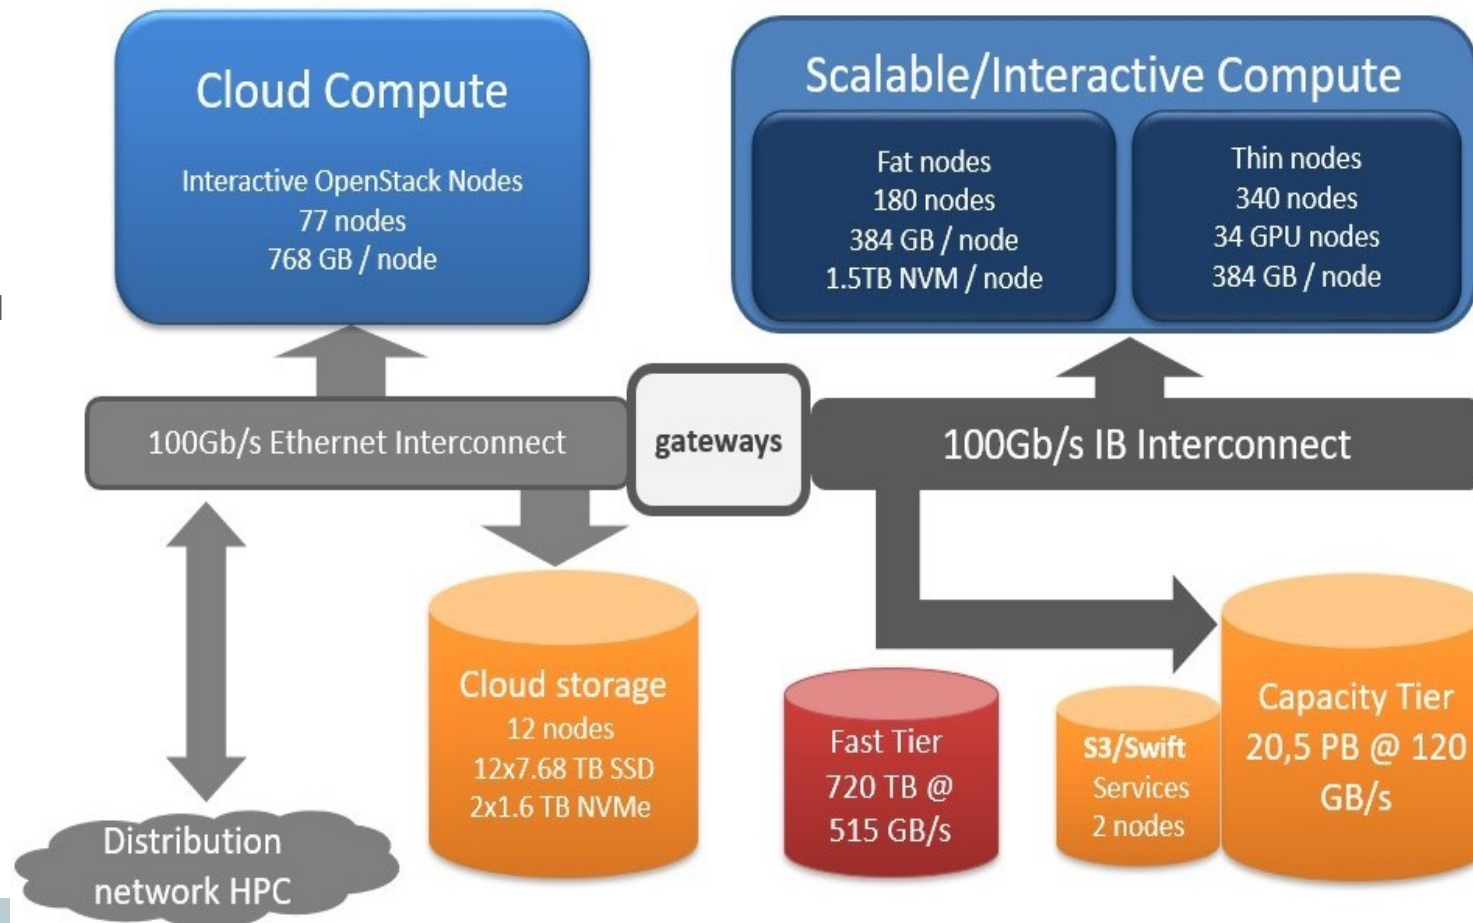 Cloud Compute
Interactive OpenStack Nodes
77 nodes
768 GB / node
Scalable/Interactive Compute
Fat nodes
180 nodes
384 GB / node
1.5TB NVM / node
Thin nodes
340 nodes
34 GPU nodes
384 GB / node
100Gb/s Ethernet Interconnect
gateways
100Gb/s IB Interconnect
Cloud storage
12 nodes
12x7.68 TB SSD
2x1.6 TB NVMe
Fast Tier
720 TB @
515 GB/s
S3/Swift
Services
2 nodes
Capacity Tier
20,5 PB @ 120
GB/s
Distribution
network HPC